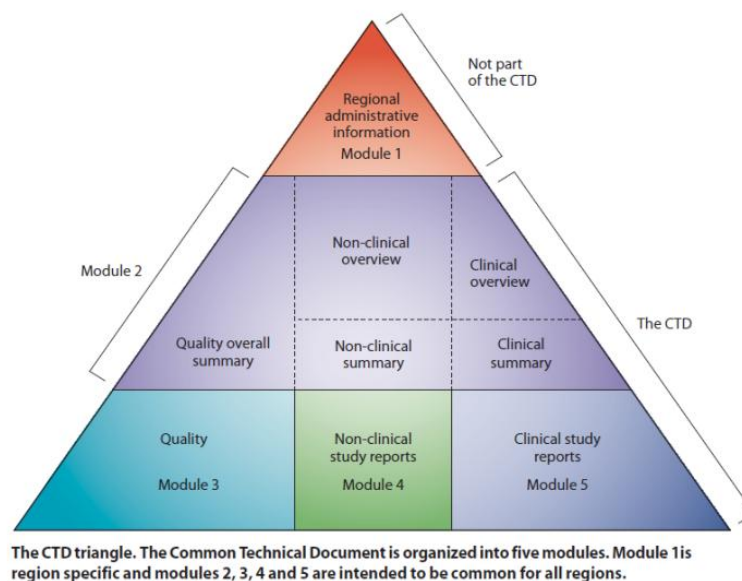 Not part
of the CTD
Regional
administrative
information
Module 1
Module 2
Non-clinical
overview
Clinical
overview
The CTD
Quality overall
summary
Non-clinical
summary
Clinical
summary
Quality
Module 3
Non-clinical
study reports
Module 4
Clinical study
reports
Module 5
The CTD triangle. The Common Technical Document is organized into five modules. Module 1is
region specific and modules 2, 3, 4 and 5 are intended to be common for all regions.